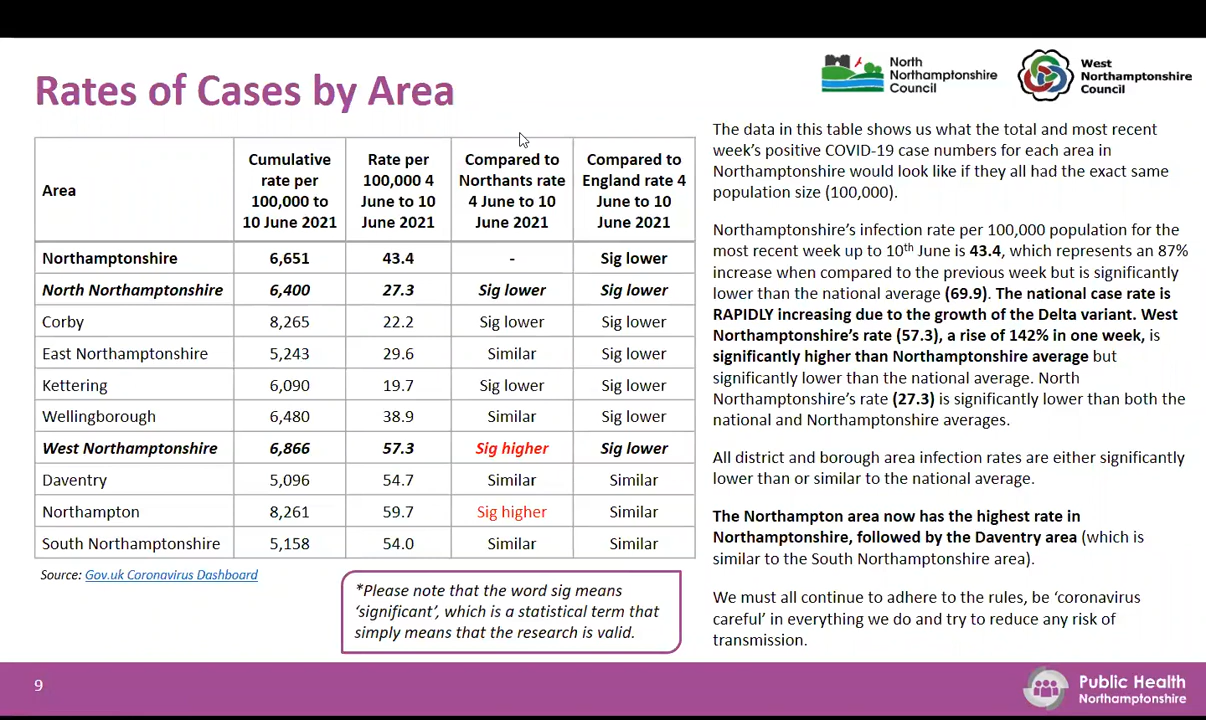 Rates of Cases by Area
North
Northamptonshire
Council
West
Northamptonshire
Council
Area
Cumulative
rate per
100,000 to
10 June 2021
Rate per
100,000 4
June to 10
June 2021
Compared to
Northants rate
4 June to 10
June 2021
Compared to
England rate 4
June to 10
June 2021
Northamptonshire 6,651 43.4 - Sig lower
North Northamptonshire 6,400 27.3 Sig lower Sig lower
Corby 8,265 22.2 Sig lower Sig lower
East Northamptonshire 5,243 29.6 Similar Sig lower
Kettering 6,090 19.7 Sig lower Sig lower
Wellingborough 6,480 38.9 Similar Sig lower
West Northamptonshire 6,866 57.3 Sig higher Sig lower
Daventry 5,096 54.7 Similar Similar
Northampton 8,261 59.7 Sig higher Similar
South Northamptonshire 5,158 54.0 Similar Similar
Source: Gov.uk Coronavirus Dashboard
*Please note that the word sig means
‘significant’, which is a statistical term that
simply means that the research is valid.
The data in this table shows us what the total and most recent
week’s positive COVID-19 case numbers for each area in
Northamptonshire would look like if they all had the exact same
population size (100,000).
Northamptonshire’s infection rate per 100,000 population for the
most recent week up to 10th June is 43.4, which represents an 87%
increase when compared to the previous week but is significantly
lower than the national average (69.9). The national case rate is
RAPIDLY increasing due to the growth of the Delta variant. West
Northamptonshire’s rate (57.3), a rise of 142% in one week, is
significantly higher than Northamptonshire average but
significantly lower than the national average. North
Northamptonshire’s rate (27.3) is significantly lower than both the
national and Northamptonshire averages.
All district and borough area infection rates are either significantly
lower than or similar to the national average.
The Northampton area now has the highest rate in
Northamptonshire, followed by the Daventry area (which is
similar to the South Northamptonshire area).
We must all continue to adhere to the rules, be ‘coronavirus
careful’ in everything we do and try to reduce any risk of
transmission.
9
Public Health
Northamptonshire